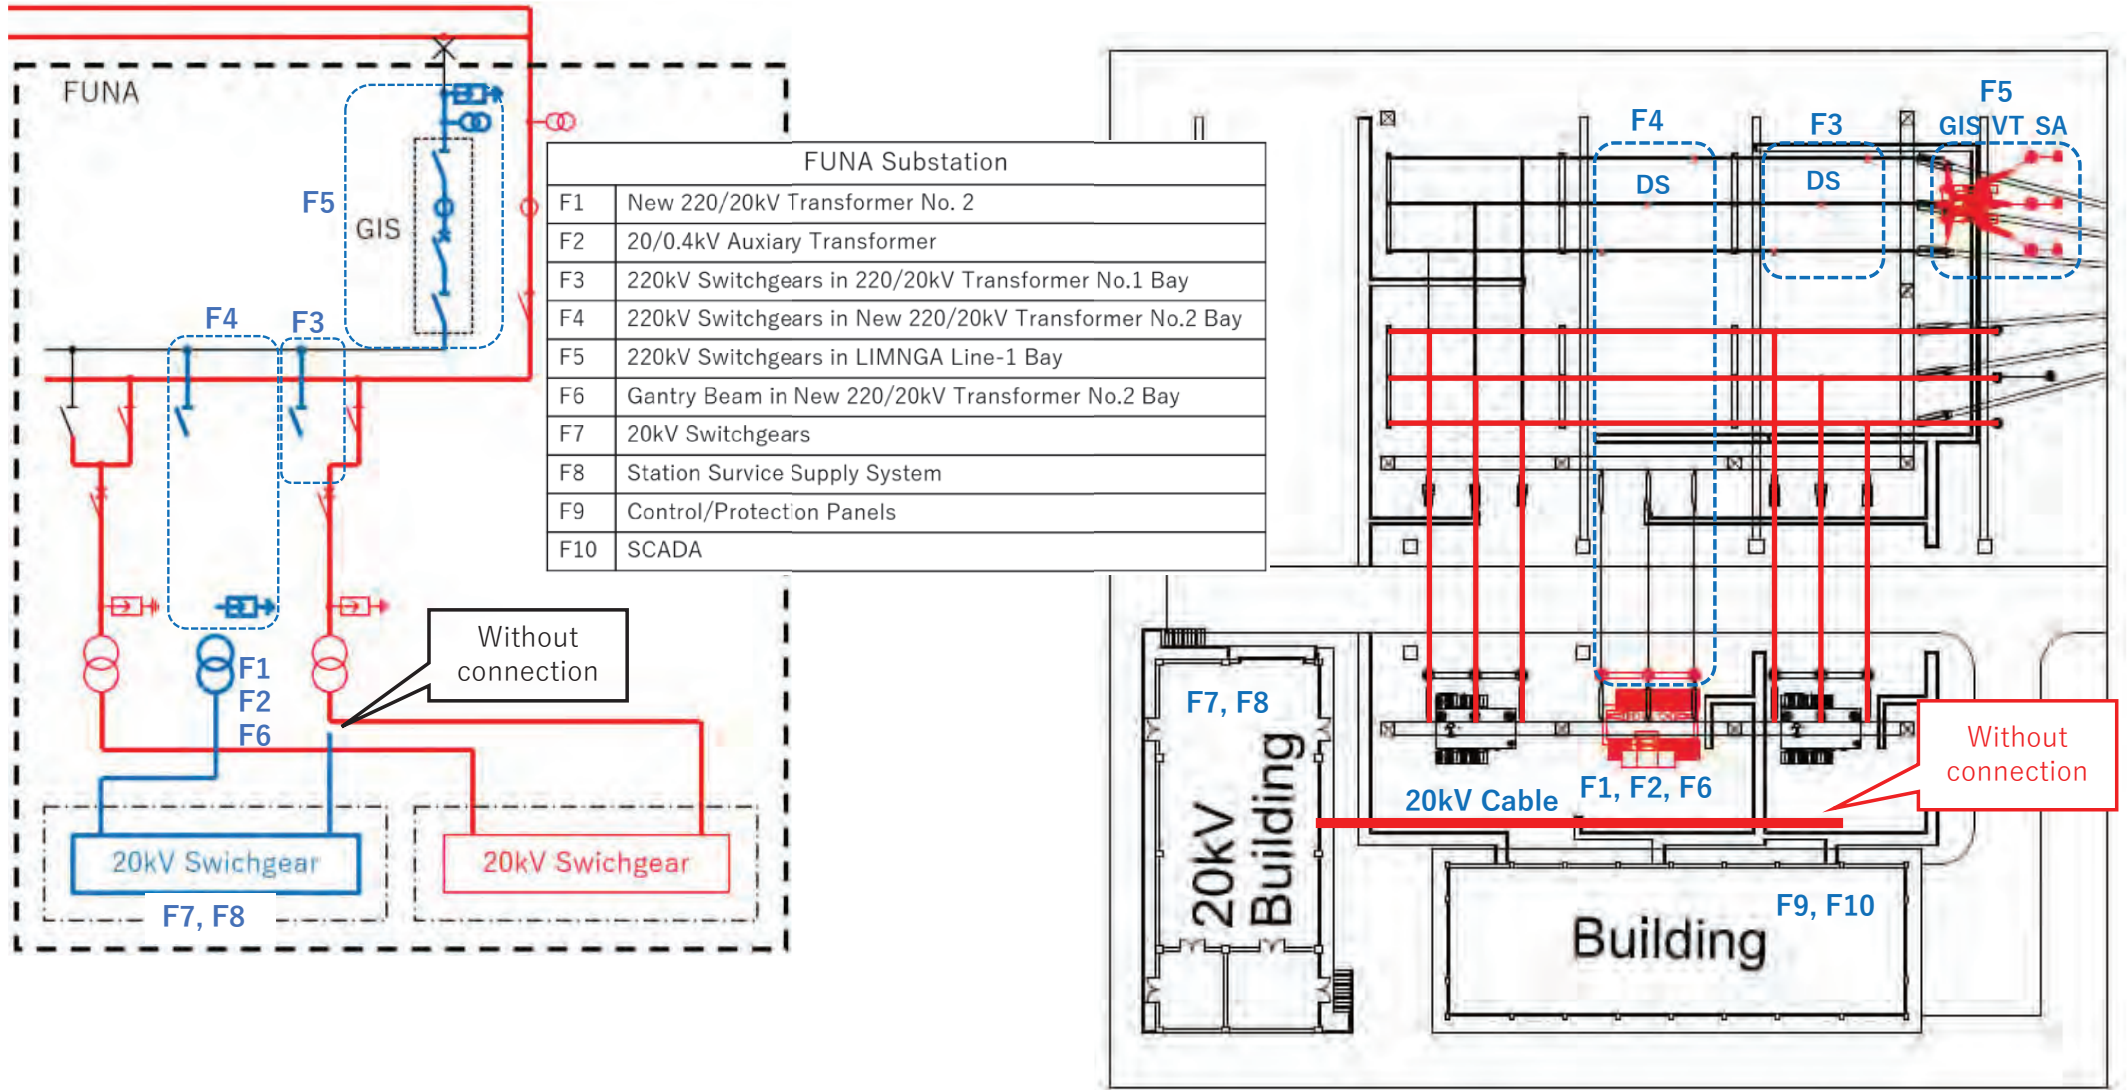 FUNA
F5
GIS
F4
F3
F1
F2
F6
Without
connection
20kV Swichgear
20kV Swichgear
F7, F8
FUNA Substation
F1 New 220/20kV Transformer No. 2
F2 20/0.4kV Auxiary Transformer
F3 220kV Switchgears in 220/20kV Transformer No.1 Bay
F4 220kV Switchgears in New 220/20kV Transformer No.2 Bay
F5 220kV Switchgears in LIMNGA Line-1 Bay
F6 Gantry Beam in New 220/20kV Transformer No.2 Bay
F7 20kV Switchgears
F8 Station Survice Supply System
F9 Control/Protection Panels
F10 SCADA
F5
GIS VT SA
F4
F3
DS
DS
F7, F8
20kV
Building
Without
connection
F1, F2, F6
20kV Cable
F9, F10
Building